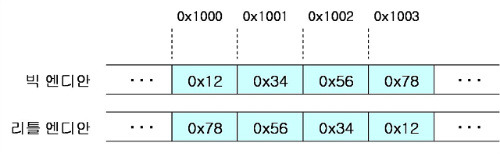 0x1000 0x1001 0x1002 0x1003
빅 엔디안 ··· 0x12 0x34 0x56 0x78 ···
리틀 엔디안 ··· 0x78 0x56 0x34 0x12 ···